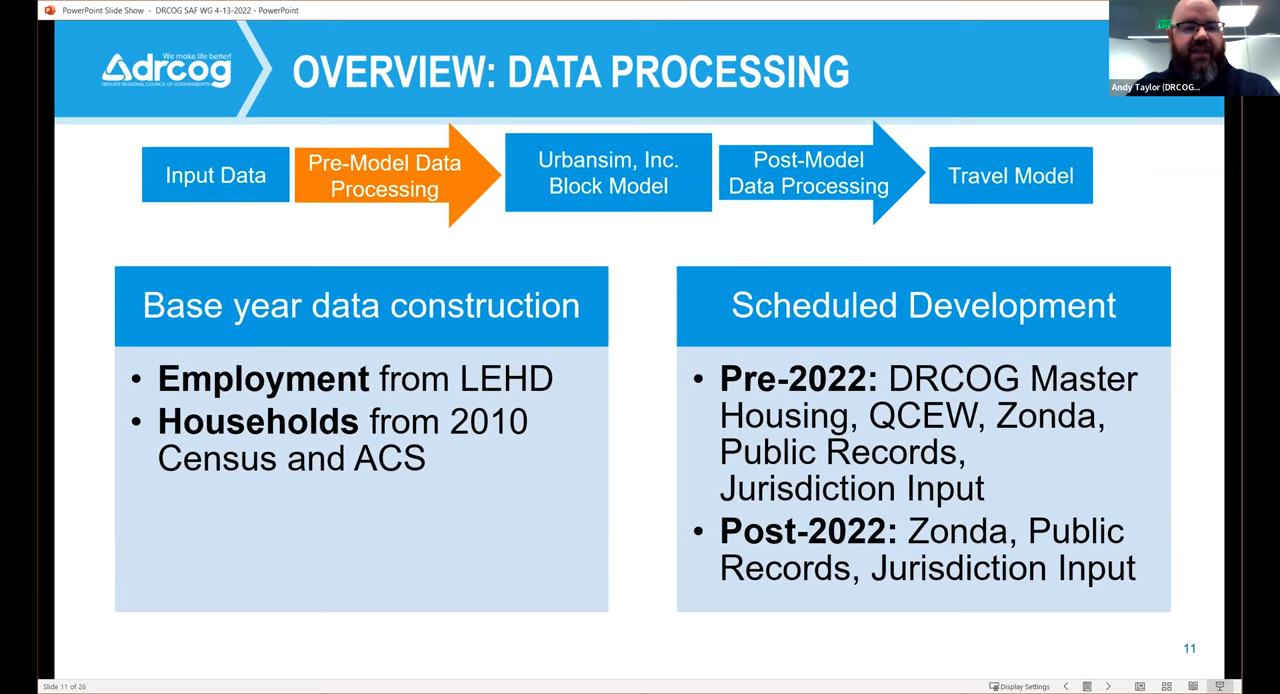 PowerPoint Slide Show - DRCOG SAF WG 4-13-2022 - PowerPoint
We make life better!
drcog
DENVER REGIONAL COUNCIL OF GOVERNMENTS
OVERVIEW: DATA PROCESSING
Andy Taylor (DRCOG...
Input Data
Pre-Model Data
Processing
Urbansim, Inc.
Block Model
Post-Model
Data Processing
Travel Model
Base year data construction
• Employment from LEHD
• Households from 2010
Census and ACS
Scheduled Development
• Pre-2022: DRCOG Master
Housing, QCEW, Zonda,
Public Records,
Jurisdiction Input
• Post-2022: Zonda, Public
Records, Jurisdiction Input
11
Slide 11 of 26
Display Settings